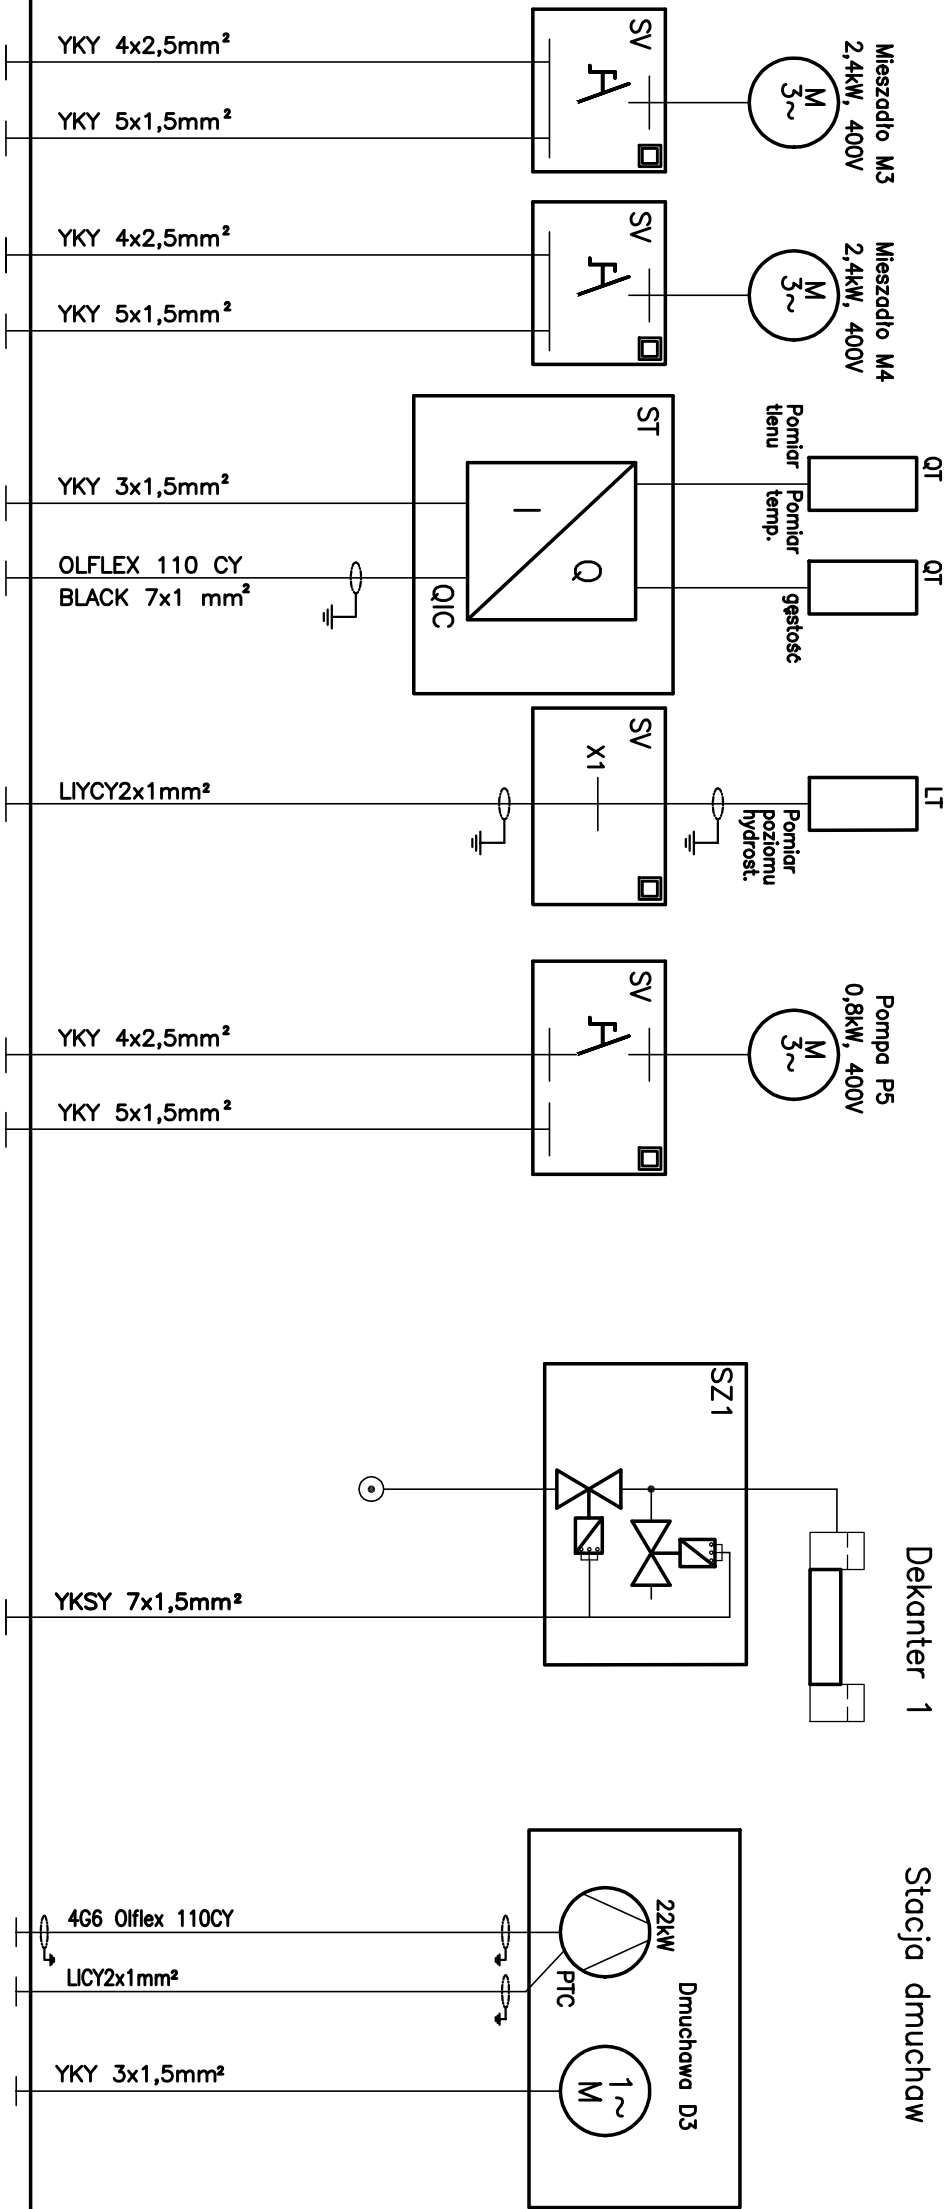 Mieszadło M3
2,4kW, 400V
M
3~
SV
YKY 4x2,5mm²
YKY 5x1,5mm²
Mieszadło M4
2,4kW, 400V
M
3~
SV
YKY 4x2,5mm²
YKY 5x1,5mm²
QT
Pomiar
tlenu
QT
Pomiar
temp.
gęstość
ST
I
Q
QIC
YKY 3x1,5mm²
OLFLEX 110 CY
BLACK 7x1 mm²
LT
Pomiar
poziomu
hydrost.
SV
X1
LIYCY2x1mm²
Pompa P5
0,8kW, 400V
M
3~
SV
YKY 4x2,5mm²
YKY 5x1,5mm²
Dekanter 1
SZ1
YKSY 7x1,5mm²
Stacja dmuchaw
22kW
Dmuchawa D3
PTC
1~
M
4G6 Olflex 110CY
LICY2x1mm²
YKY 3x1,5mm²